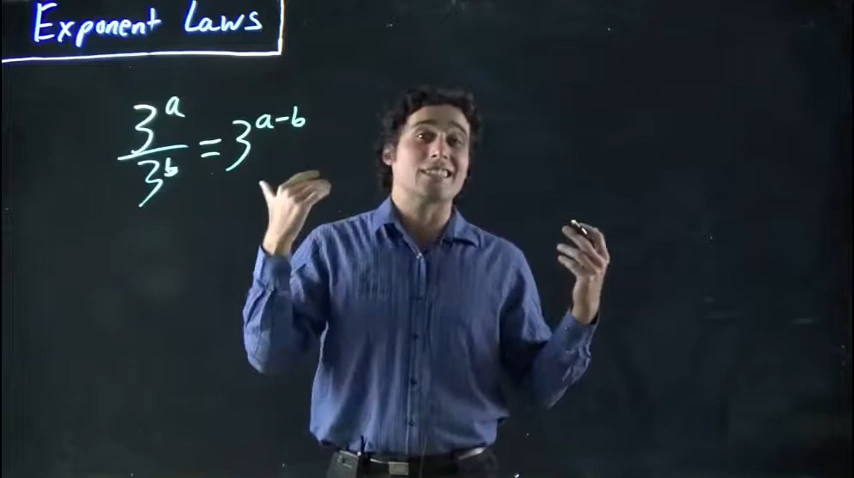 Exponent Laws
3^a / 3^b = 3^(a-b)